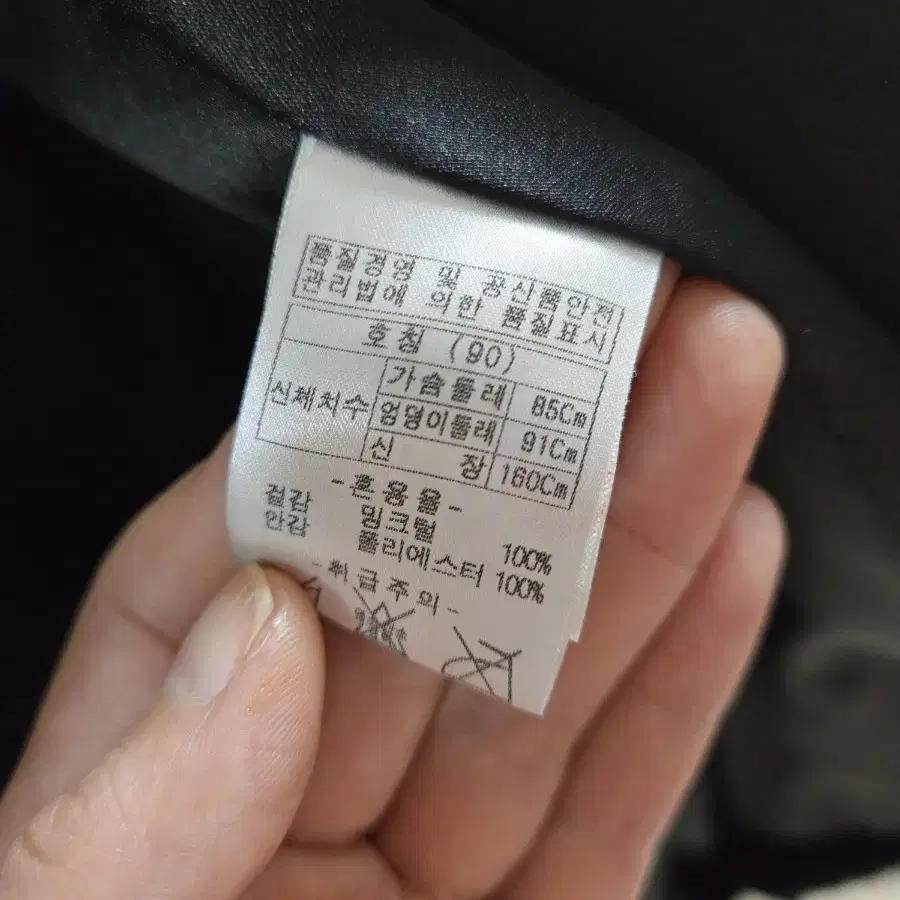 품질경영 및 공산품안전
관리법에 의한 품질표시
호칭 (90)
신체치수 가슴둘레 85Cm
엉덩이둘레 91Cm
신 장 160Cm
-혼용율-
겉감 밍크털 100%
안감 폴리에스터 100%
-취급주의-